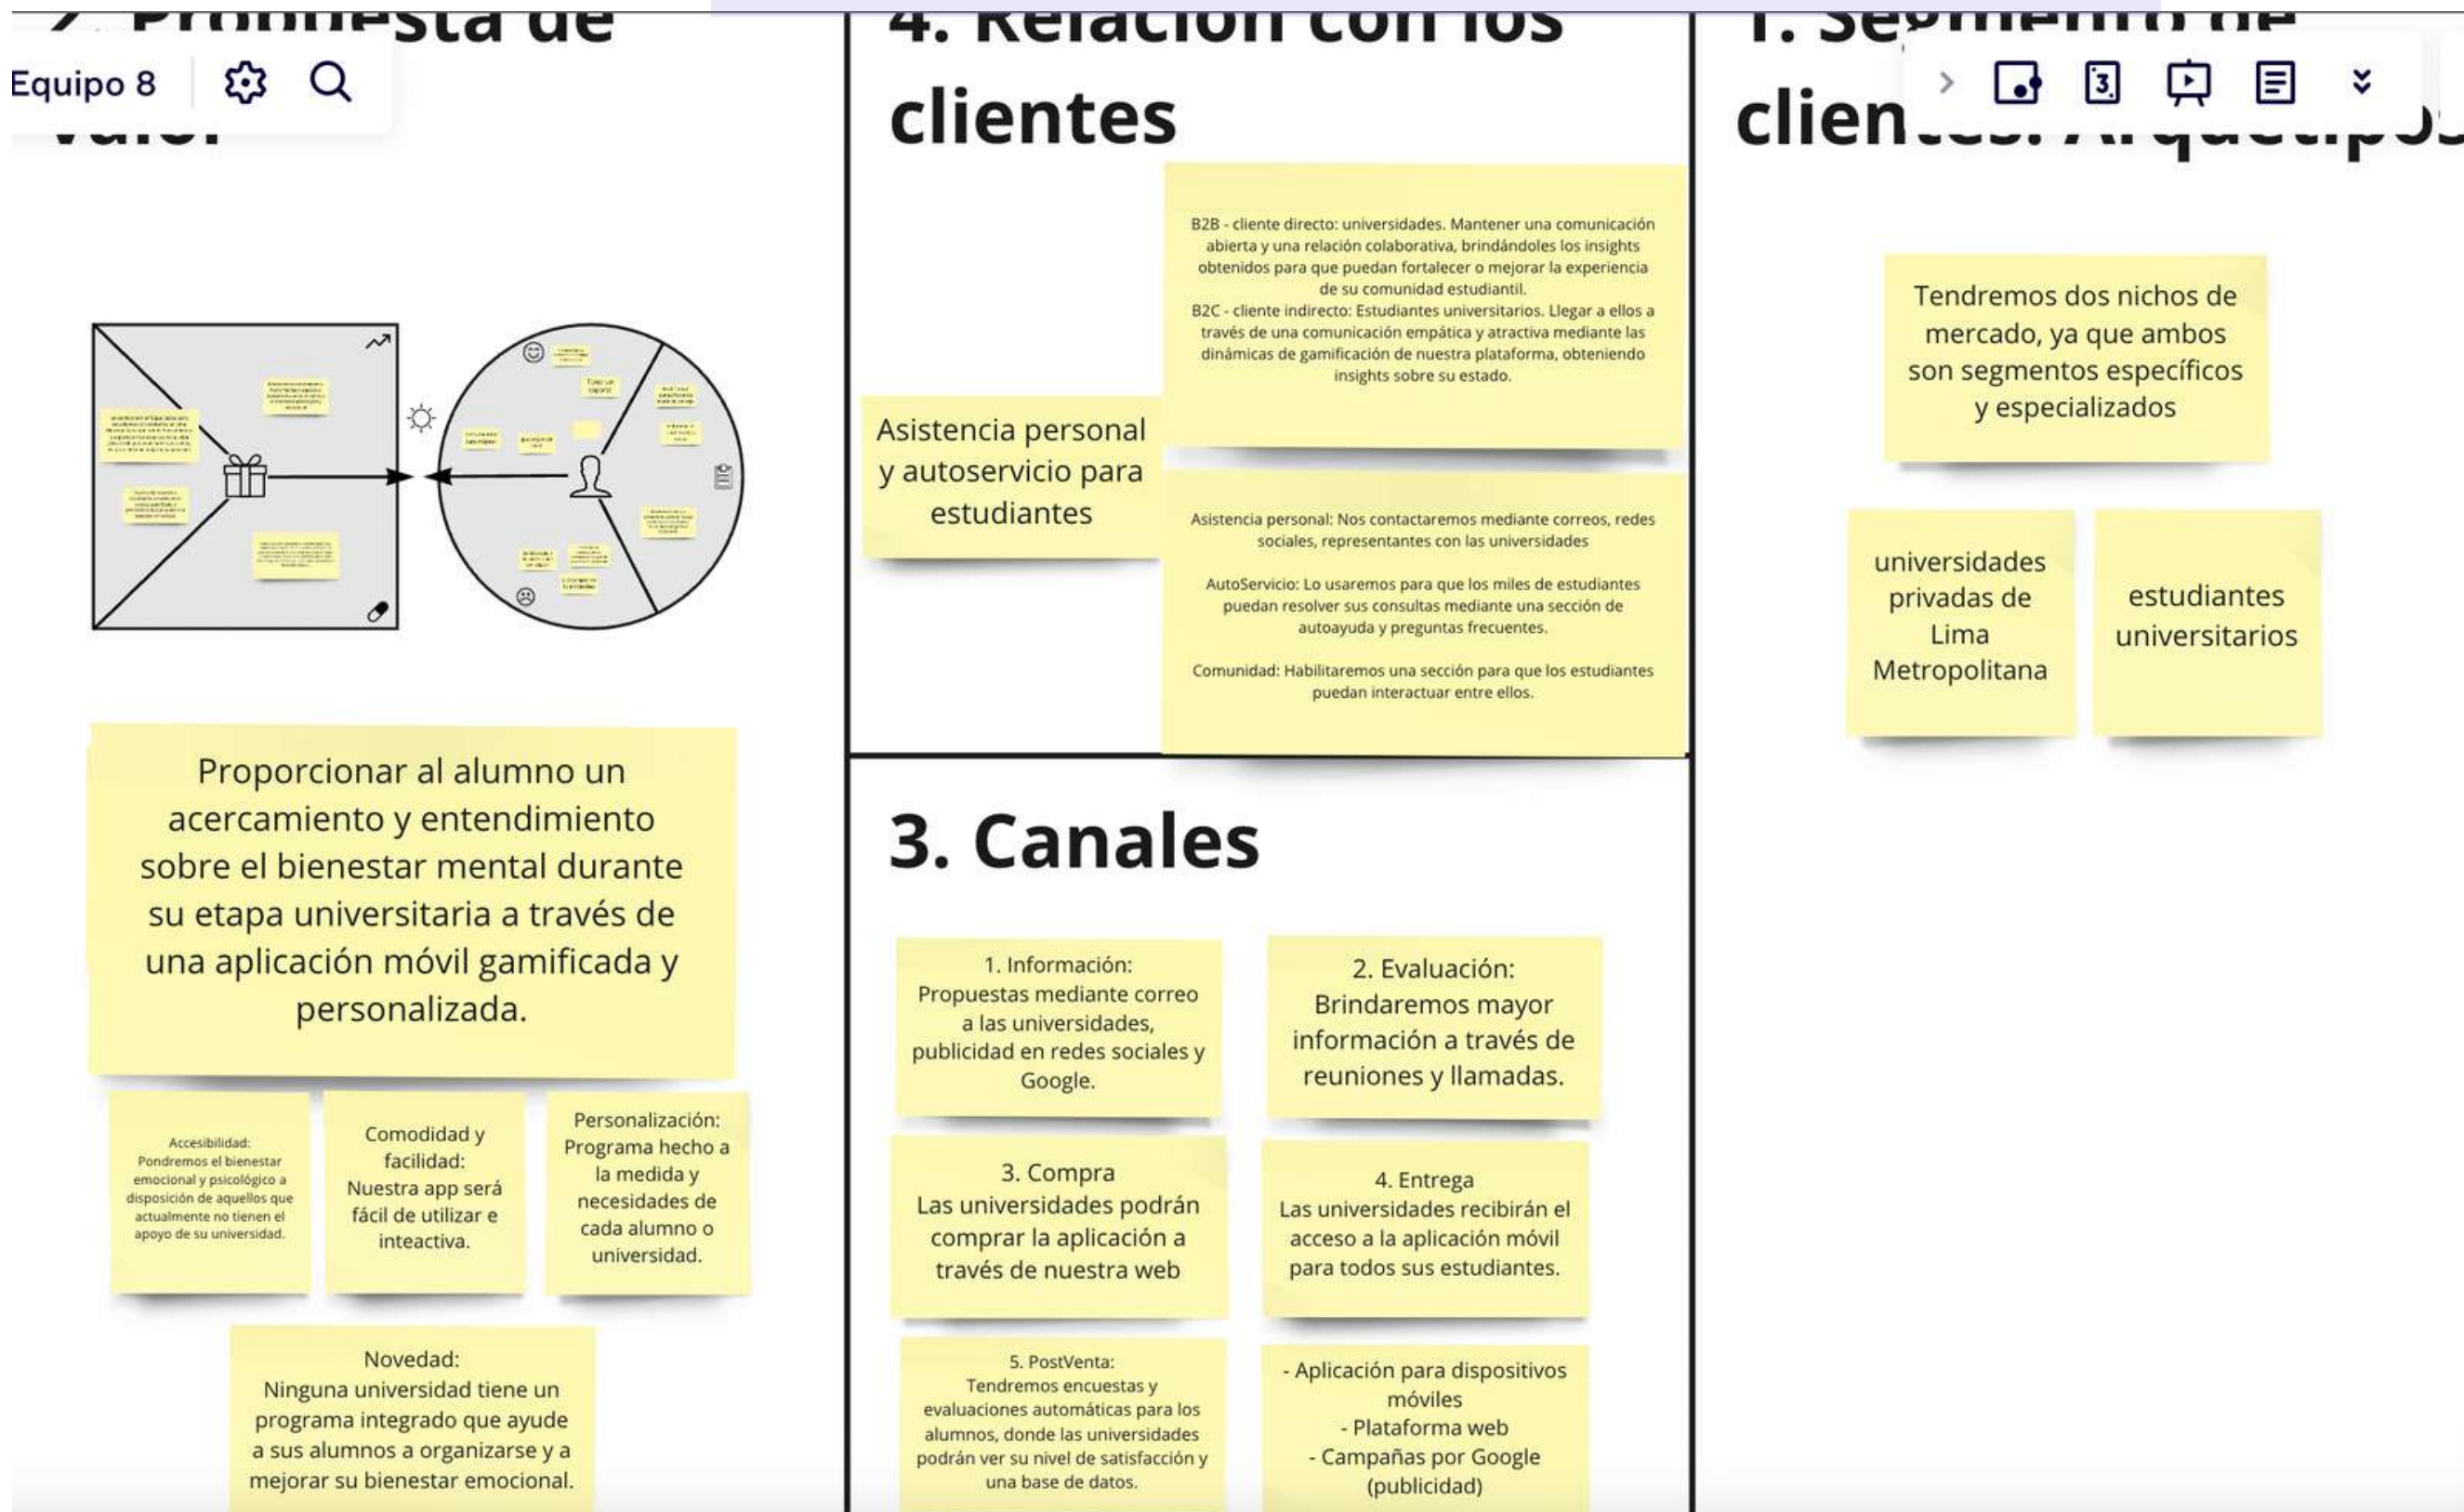 2. Propuesta de
valor
Equipo 8
Proporcionar al alumno un
acercamiento y entendimiento
sobre el bienestar mental durante
su etapa universitaria a través de
una aplicación móvil gamificada y
personalizada.
Accesibilidad:
Pondremos el bienestar
emocional y psicológico a
disposición de aquellos que
actualmente no tienen el
apoyo de su universidad.
Comodidad y
facilidad:
Nuestra app será
fácil de utilizar e
inteactiva.
Personalización:
Programa hecho a
la medida y
necesidades de
cada alumno o
universidad.
Novedad:
Ninguna universidad tiene un
programa integrado que ayude
a sus alumnos a organizarse y a
mejorar su bienestar emocional.
4. Relación con los
clientes
Asistencia personal
y autoservicio para
estudiantes
B2B - cliente directo: universidades. Mantener una comunicación
abierta y una relación colaborativa, brindándoles los insights
obtenidos para que puedan fortalecer o mejorar la experiencia
de su comunidad estudiantil.
B2C - cliente indirecto: Estudiantes universitarios. Llegar a ellos a
través de una comunicación empática y atractiva mediante las
dinámicas de gamificación de nuestra plataforma, obteniendo
insights sobre su estado.
Asistencia personal: Nos contactaremos mediante correos, redes
sociales, representantes con las universidades
AutoServicio: Lo usaremos para que los miles de estudiantes
puedan resolver sus consultas mediante una sección de
autoayuda y preguntas frecuentes.
Comunidad: Habilitaremos una sección para que los estudiantes
puedan interactuar entre ellos.
3. Canales
1. Información:
Propuestas mediante correo
a las universidades,
publicidad en redes sociales y
Google.
2. Evaluación:
Brindaremos mayor
información a través de
reuniones y llamadas.
3. Compra
Las universidades podrán
comprar la aplicación a
través de nuestra web
4. Entrega
Las universidades recibirán el
acceso a la aplicación móvil
para todos sus estudiantes.
5. PostVenta:
Tendremos encuestas y
evaluaciones automáticas para los
alumnos, donde las universidades
podrán ver su nivel de satisfacción y
una base de datos.
- Aplicación para dispositivos
móviles
- Plataforma web
- Campañas por Google
(publicidad)
1. Segmento de
clientes. Arquetipos
Tendremos dos nichos de
mercado, ya que ambos
son segmentos específicos
y especializados
universidades
privadas de
Lima
Metropolitana
estudiantes
universitarios